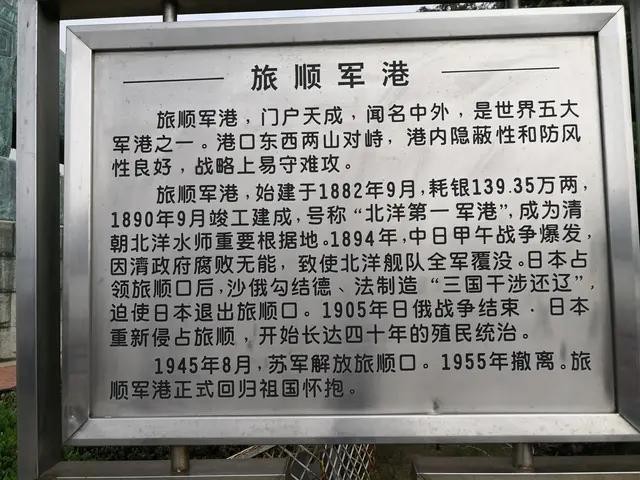 旅顺军港
旅顺军港，门户天成，闻名中外，是世界五大
军港之一。港口东西两山对峙，港内隐蔽性和防风
性良好，战略上易守难攻。
旅顺军港，始建于1882年9月，耗银139.35万两，
1890年9月竣工建成，号称“北洋第一军港”，成为清
朝北洋水师重要根据地。1894年，中日甲午战争爆发，
因清政府腐败无能，致使北洋舰队全军覆没。日本占
领旅顺口后，沙俄勾结德、法制造“三国干涉还辽”，
迫使日本退出旅顺口。1905年日俄战争结束·日本
重新侵占旅顺，开始长达四十年的殖民统治。
1945年8月，苏军解放旅顺口。1955年撤离。旅
顺军港正式回归祖国怀抱。